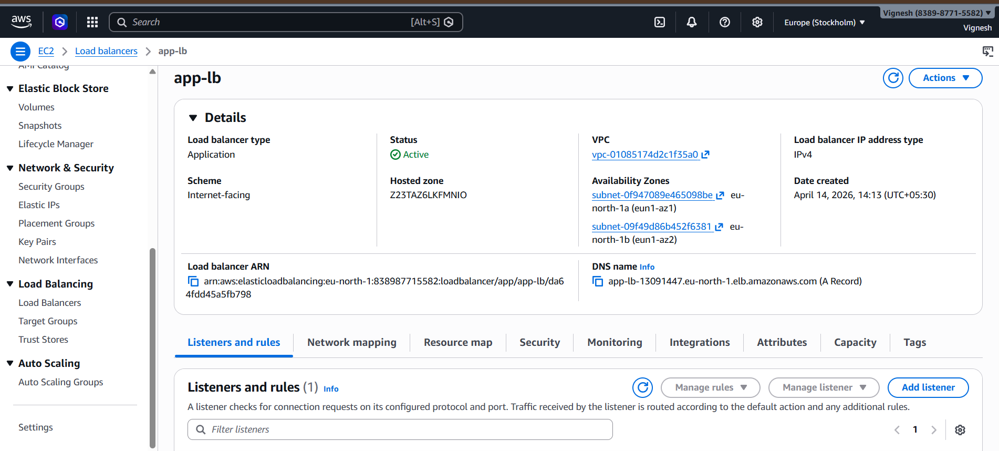 aws
Search
[Alt+S]
Europe (Stockholm)
Vignesh (8389-8771-5582)
Vignesh
EC2
Load balancers
app-lb
AMI Catalog
Elastic Block Store
Volumes
Snapshots
Lifecycle Manager
Network & Security
Security Groups
Elastic IPs
Placement Groups
Key Pairs
Network Interfaces
Load Balancing
Load Balancers
Target Groups
Trust Stores
Auto Scaling
Auto Scaling Groups
Settings
app-lb
Actions
Details
Load balancer type
Application
Status
Active
VPC
vpc-01085174d2c1f35a0
Load balancer IP address type
IPv4
Scheme
Internet-facing
Hosted zone
Z23TAZ6LKFMNIO
Availability Zones
subnet-0f947089e465098be eu-
north-1a (eun1-az1)
subnet-09f49d86b452f6381 eu-
north-1b (eun1-az2)
Date created
April 14, 2026, 14:13 (UTC+05:30)
Load balancer ARN
arn:aws:elasticloadbalancing:eu-north-1:838987715582:loadbalancer/app/app-lb/da6
4fdd45a5fb798
DNS name Info
app-lb-13091447.eu-north-1.elb.amazonaws.com (A Record)
Listeners and rules
Network mapping
Resource map
Security
Monitoring
Integrations
Attributes
Capacity
Tags
Listeners and rules (1) Info
Manage rules
Manage listener
Add listener
A listener checks for connection requests on its configured protocol and port. Traffic received by the listener is routed according to the default action and any additional rules.
Filter listeners
1